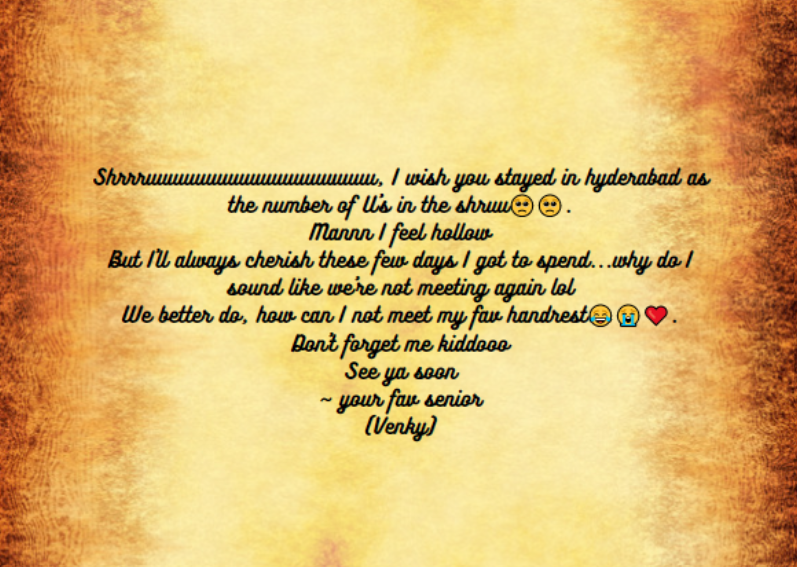 Shrrruuuuuuuuuuuuuuuuuuuuuuu, I wish you stayed in hyderabad as
the number of U's in the shruu🥺🥺.
Mannn I feel hollow
But I'll always cherish these few days I got to spend...why do I
sound like we're not meeting again lol
We better do, how can I not meet my fav handrest😂😭❤️.
Don't forget me kiddooo
See ya soon
~ your fav senior
(Venky)